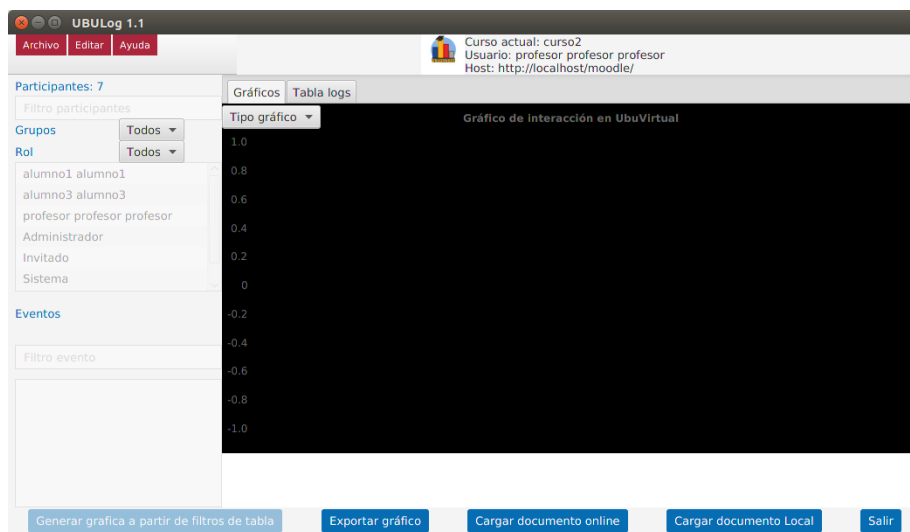 UBULog 1.1
Archivo Editar Ayuda
Curso actual: curso2
Usuario: profesor profesor profesor
Host: http://localhost/moodle/
Participantes: 7
Filtro participantes
Grupos Todos
Rol Todos
alumno1 alumno1
alumno3 alumno3
profesor profesor profesor
Administrador
Invitado
Sistema
Eventos
Filtro evento
Gráficos Tabla logs
Tipo gráfico
Gráfico de interacción en UbuVirtual
1.0
0.8
0.6
0.4
0.2
0
-0.2
-0.4
-0.6
-0.8
-1.0
Generar grafica a partir de filtros de tabla Exportar gráfico Cargar documento online Cargar documento Local Salir